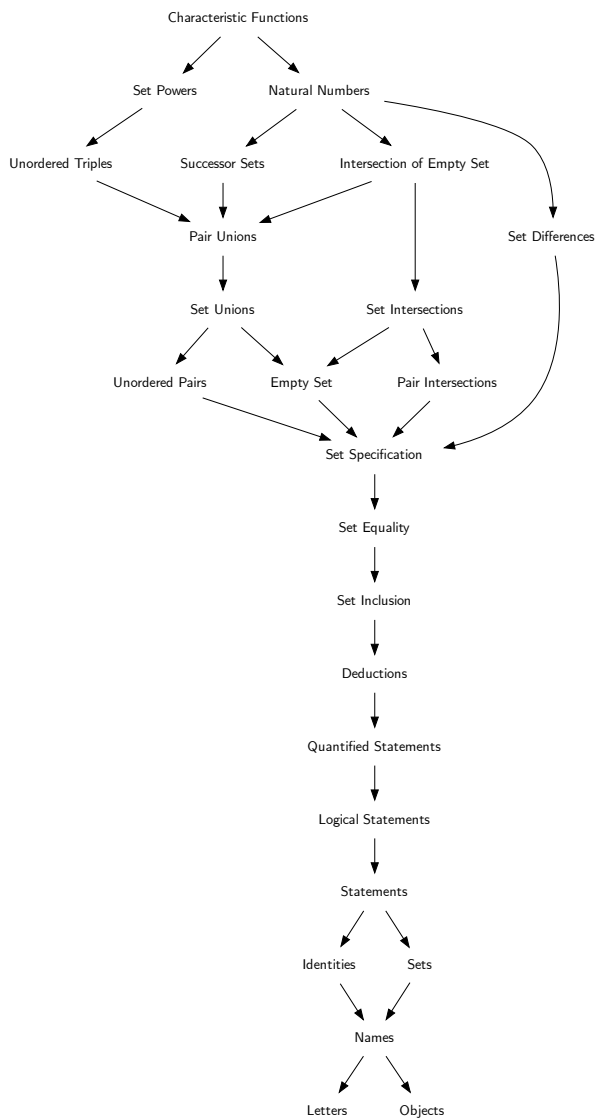 Characteristic Functions
Set Powers
Natural Numbers
Unordered Triples
Successor Sets
Intersection of Empty Set
Pair Unions
Set Differences
Set Unions
Set Intersections
Unordered Pairs
Empty Set
Pair Intersections
Set Specification
Set Equality
Set Inclusion
Deductions
Quantified Statements
Logical Statements
Statements
Identities
Sets
Names
Letters
Objects